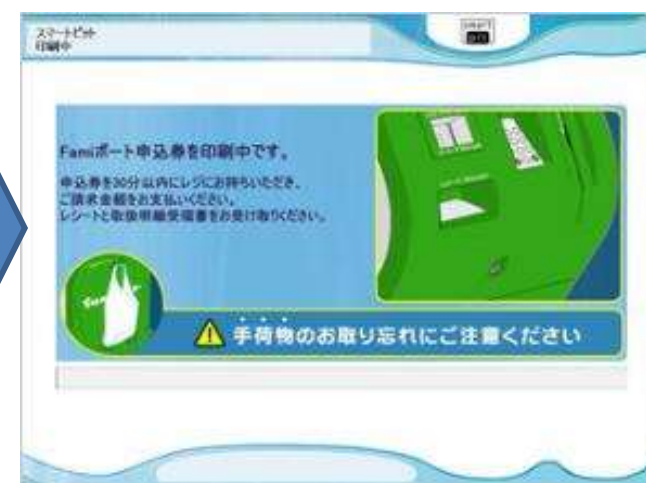 スマートピット
印刷中
Famiポート申込券を印刷中です。
申込券を30分以内にレジにお持ちいただき、
ご請求金額をお支払いください。
レシートと取扱明細受領書をお受け取りください。
手荷物のお取り忘れにご注意ください